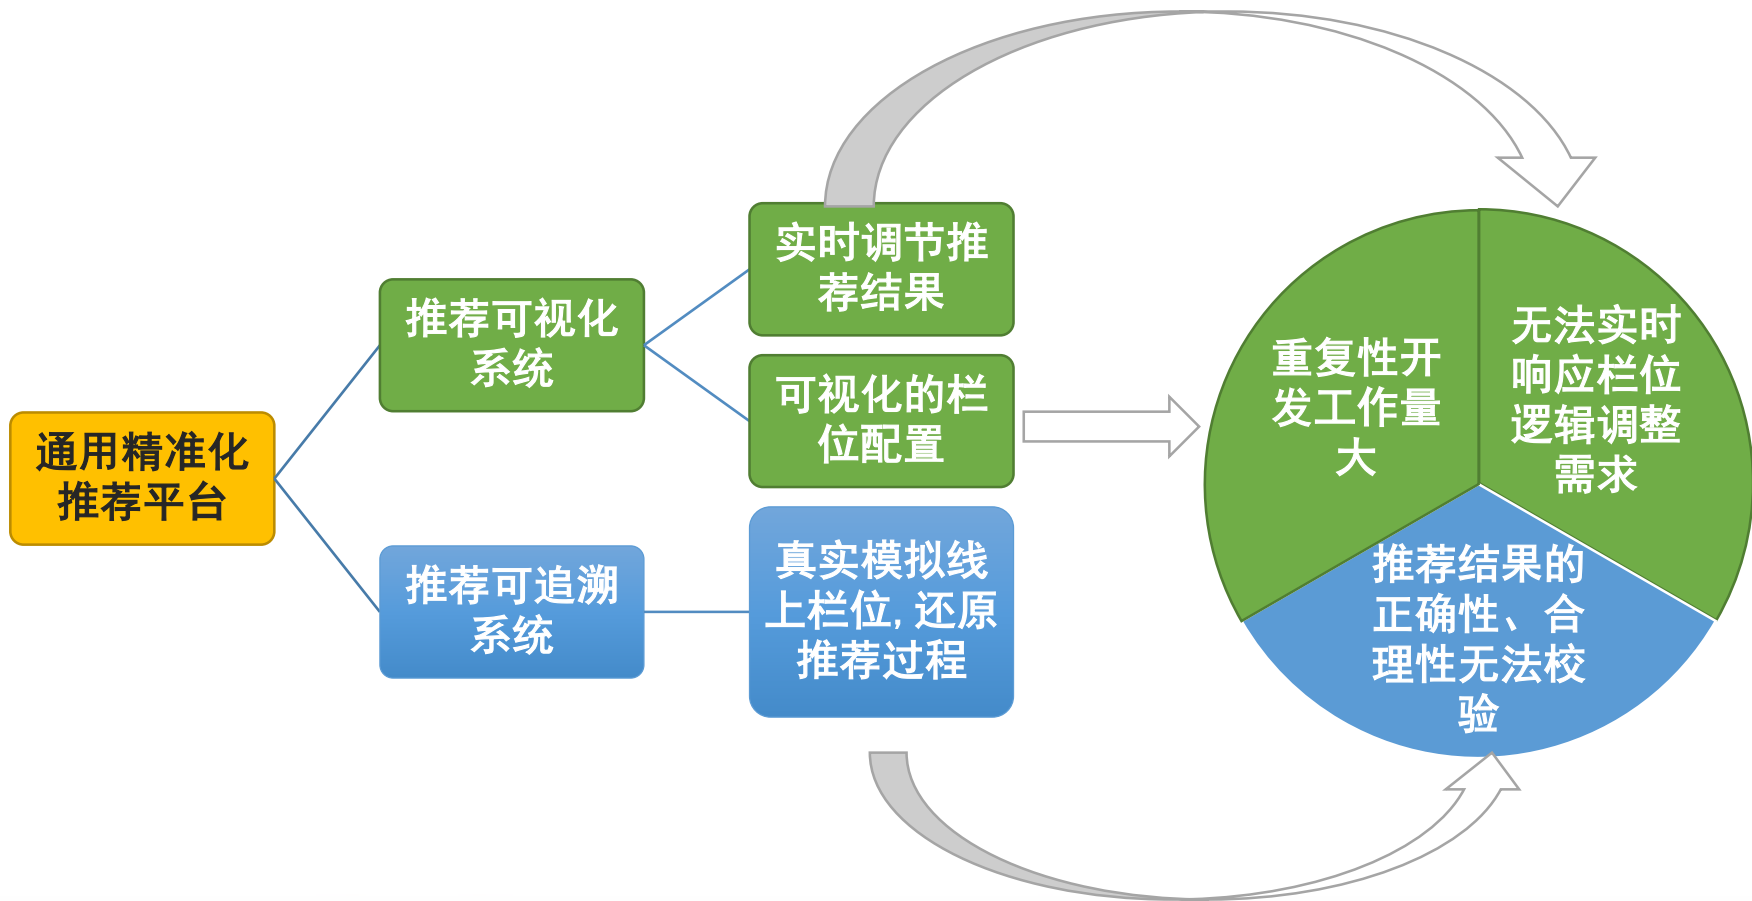 通用精准化
推荐平台
推荐可视化
系统
推荐可追溯
系统
实时调节推
荐结果
可视化的栏
位配置
真实模拟线
上栏位, 还原
推荐过程
重复性开
发工作量
大
无法实时
响应栏位
逻辑调整
需求
推荐结果的
正确性、合
理性无法校
验